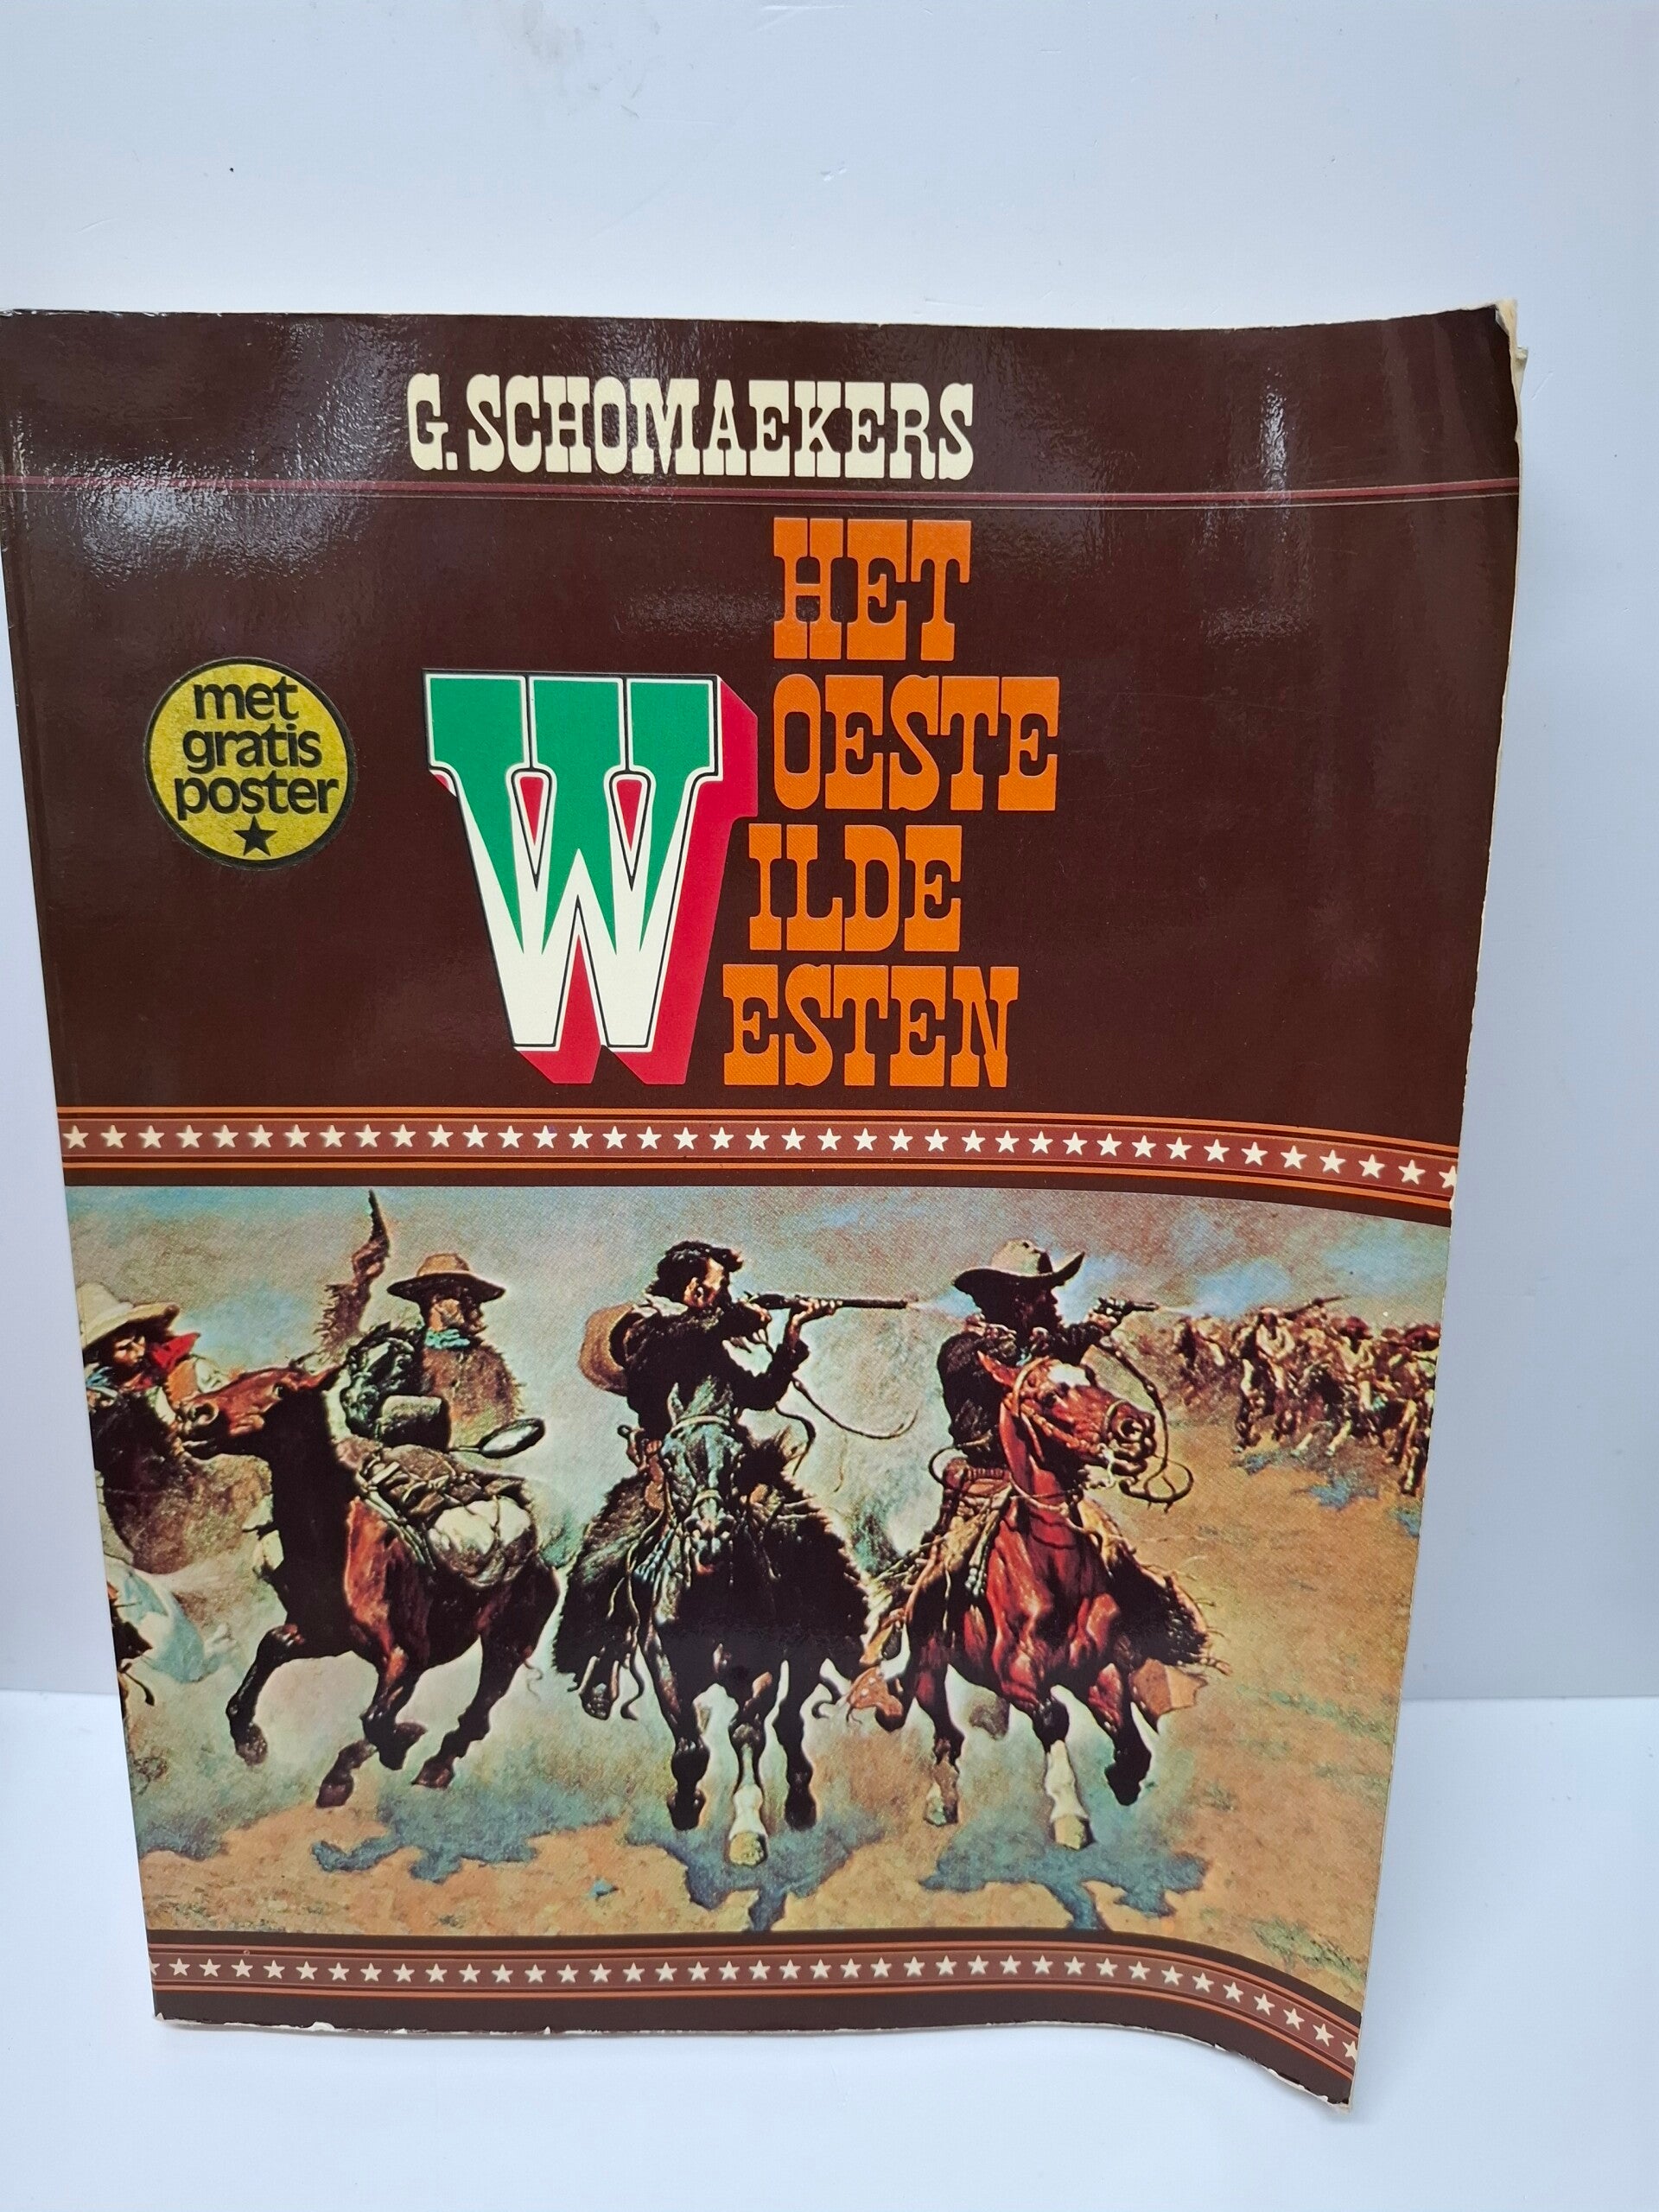 G. SCHOMAEKERS
HET
WOESTE
WILDE
WESTEN
met
gratis
poster